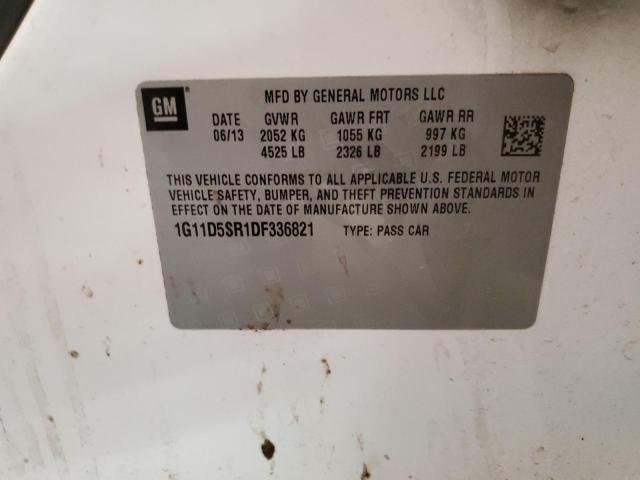 GM
MFD BY GENERAL MOTORS LLC
DATE GVWR GAWR FRT GAWR RR
06/13 2052 KG 1055 KG 997 KG
4525 LB 2326 LB 2199 LB
THIS VEHICLE CONFORMS TO ALL APPLICABLE U.S. FEDERAL MOTOR
VEHICLE SAFETY, BUMPER, AND THEFT PREVENTION STANDARDS IN
EFFECT ON THE DATE OF MANUFACTURE SHOWN ABOVE.
1G11D5SR1DF336821 TYPE: PASS CAR